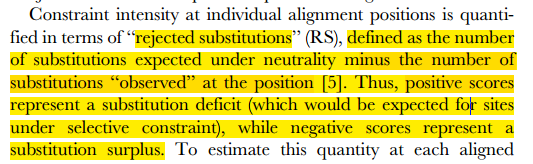 Constraint intensity at individual alignment positions is quanti-
fied in terms of “rejected substitutions” (RS), defined as the number
of substitutions expected under neutrality minus the number of
substitutions “observed” at the position [5]. Thus, positive scores
represent a substitution deficit (which would be expected for sites
under selective constraint), while negative scores represent a
substitution surplus. To estimate this quantity at each aligned